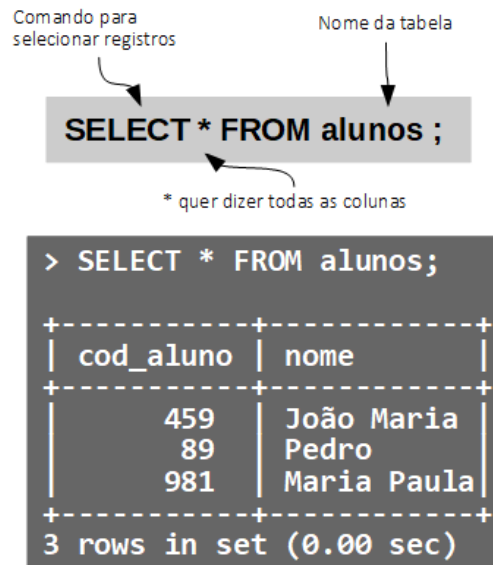 Comando para
selecionar registros
Nome da tabela
SELECT * FROM alunos ;
* quer dizer todas as colunas
> SELECT * FROM alunos;
+-----------+------------+
| cod_aluno | nome       |
+-----------+------------+
|       459 | João Maria |
|        89 | Pedro      |
|       981 | Maria Paula|
+-----------+------------+
3 rows in set (0.00 sec)